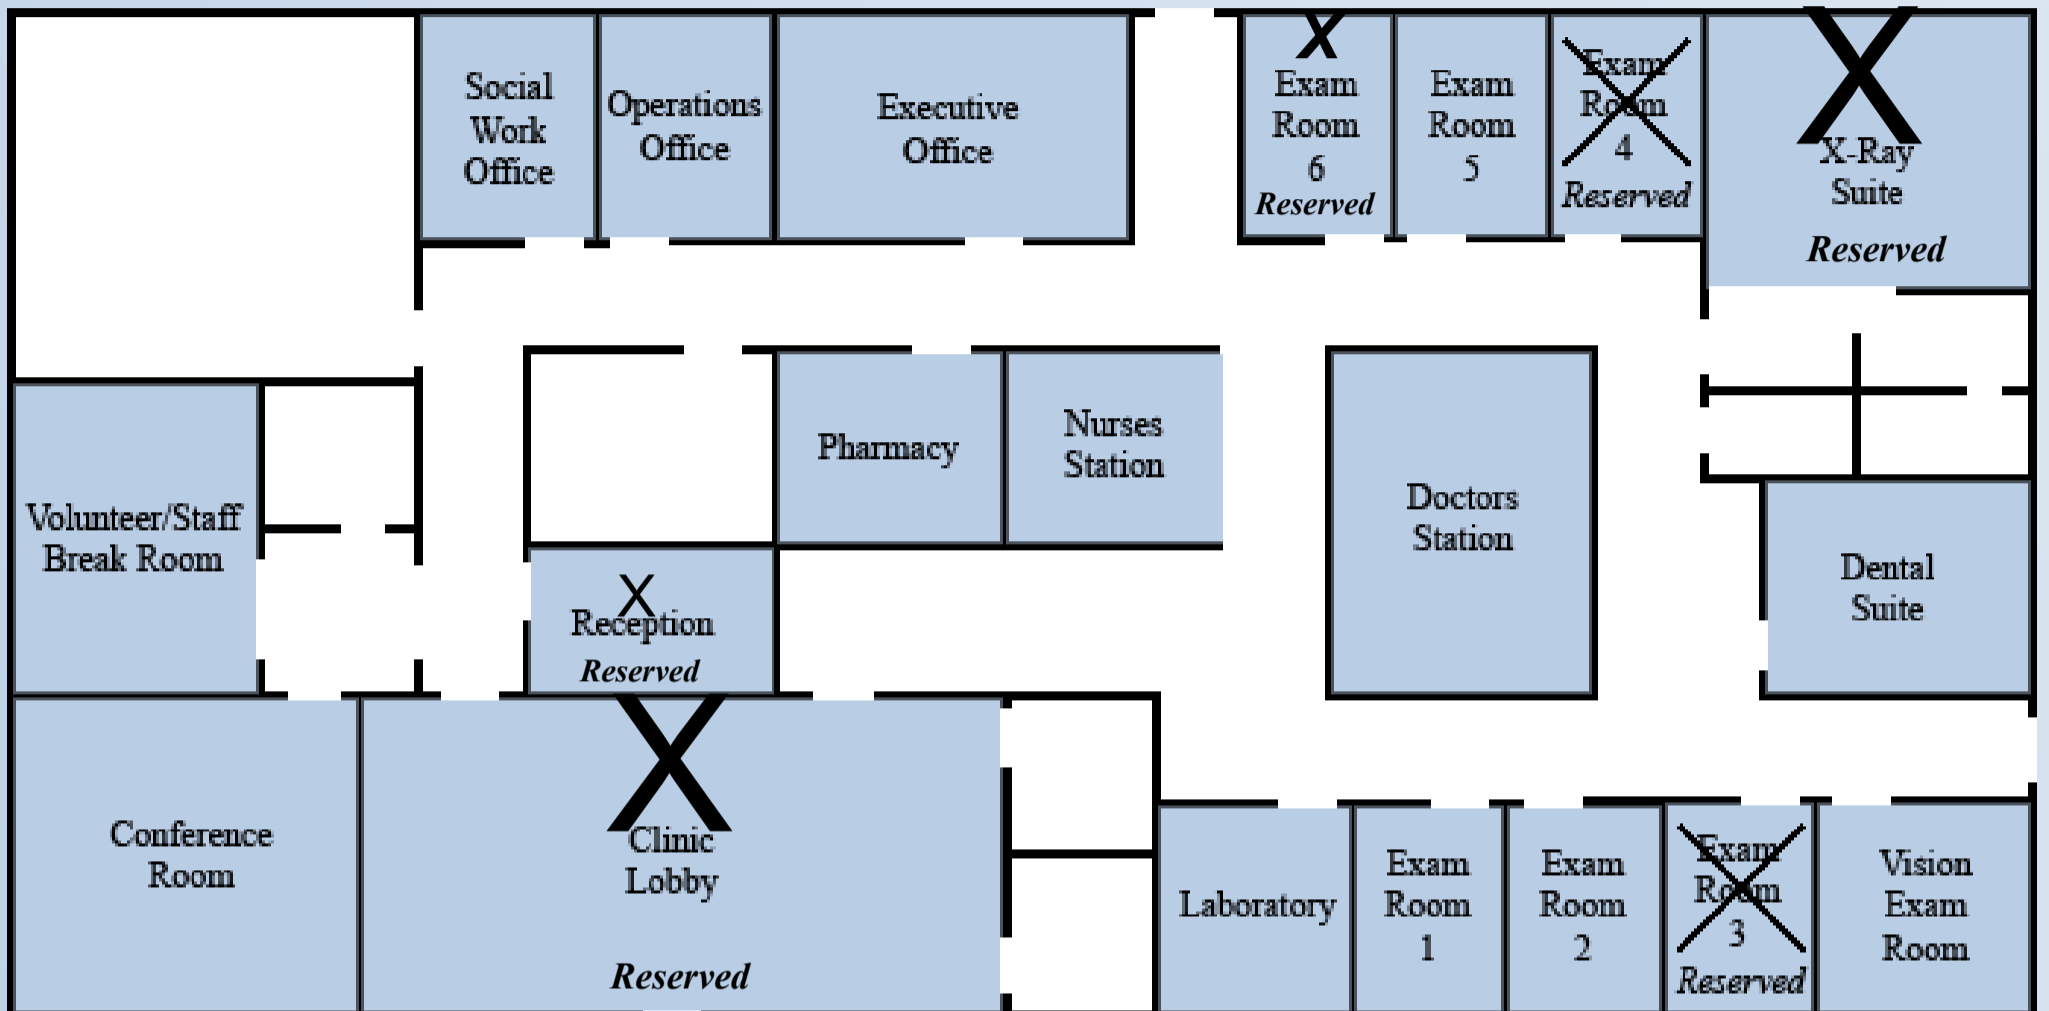 Social
Work
Office
Operations
Office
Executive
Office
X
Exam
Room
6
Reserved
Exam
Room
5
Exam
Room
4
Reserved
X
X-Ray
Suite
Reserved
Volunteer/Staff
Break Room
Pharmacy
Nurses
Station
Doctors
Station
Dental
Suite
X
Reception
Reserved
Conference
Room
X
Clinic
Lobby
Reserved
Laboratory
Exam
Room
1
Exam
Room
2
Exam
Room
3
Reserved
Vision
Exam
Room